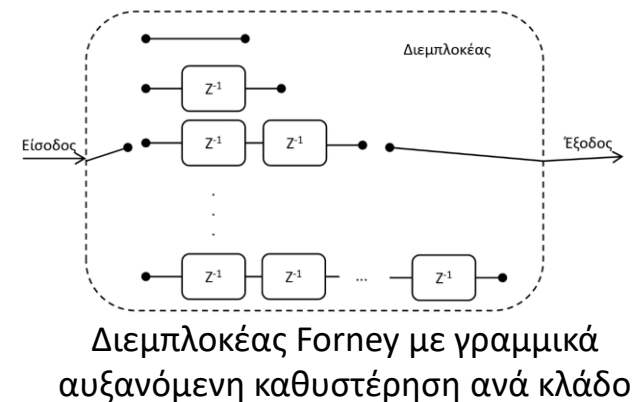 Διεμπλοκέας
Z-1
Είσοδος
Z-1
Z-1
Έξοδος
.
.
.
Z-1
Z-1
...
Z-1
Διεμπλοκέας Forney με γραμμικά
αυξανόμενη καθυστέρηση ανά κλάδο